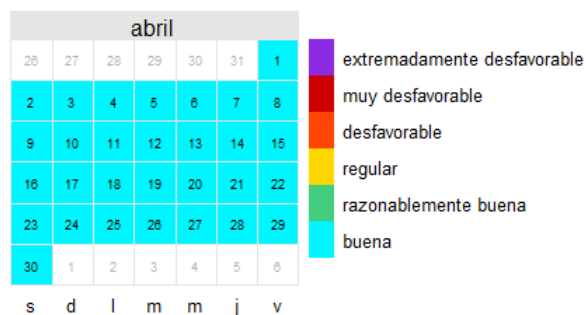 abril
26 27 28 29 30 31 1
2 3 4 5 6 7 8
9 10 11 12 13 14 15
16 17 18 19 20 21 22
23 24 25 26 27 28 29
30 1 2 3 4 5 6
s d l m m j v
extremadamente desfavorable
muy desfavorable
desfavorable
regular
razonablemente buena
buena